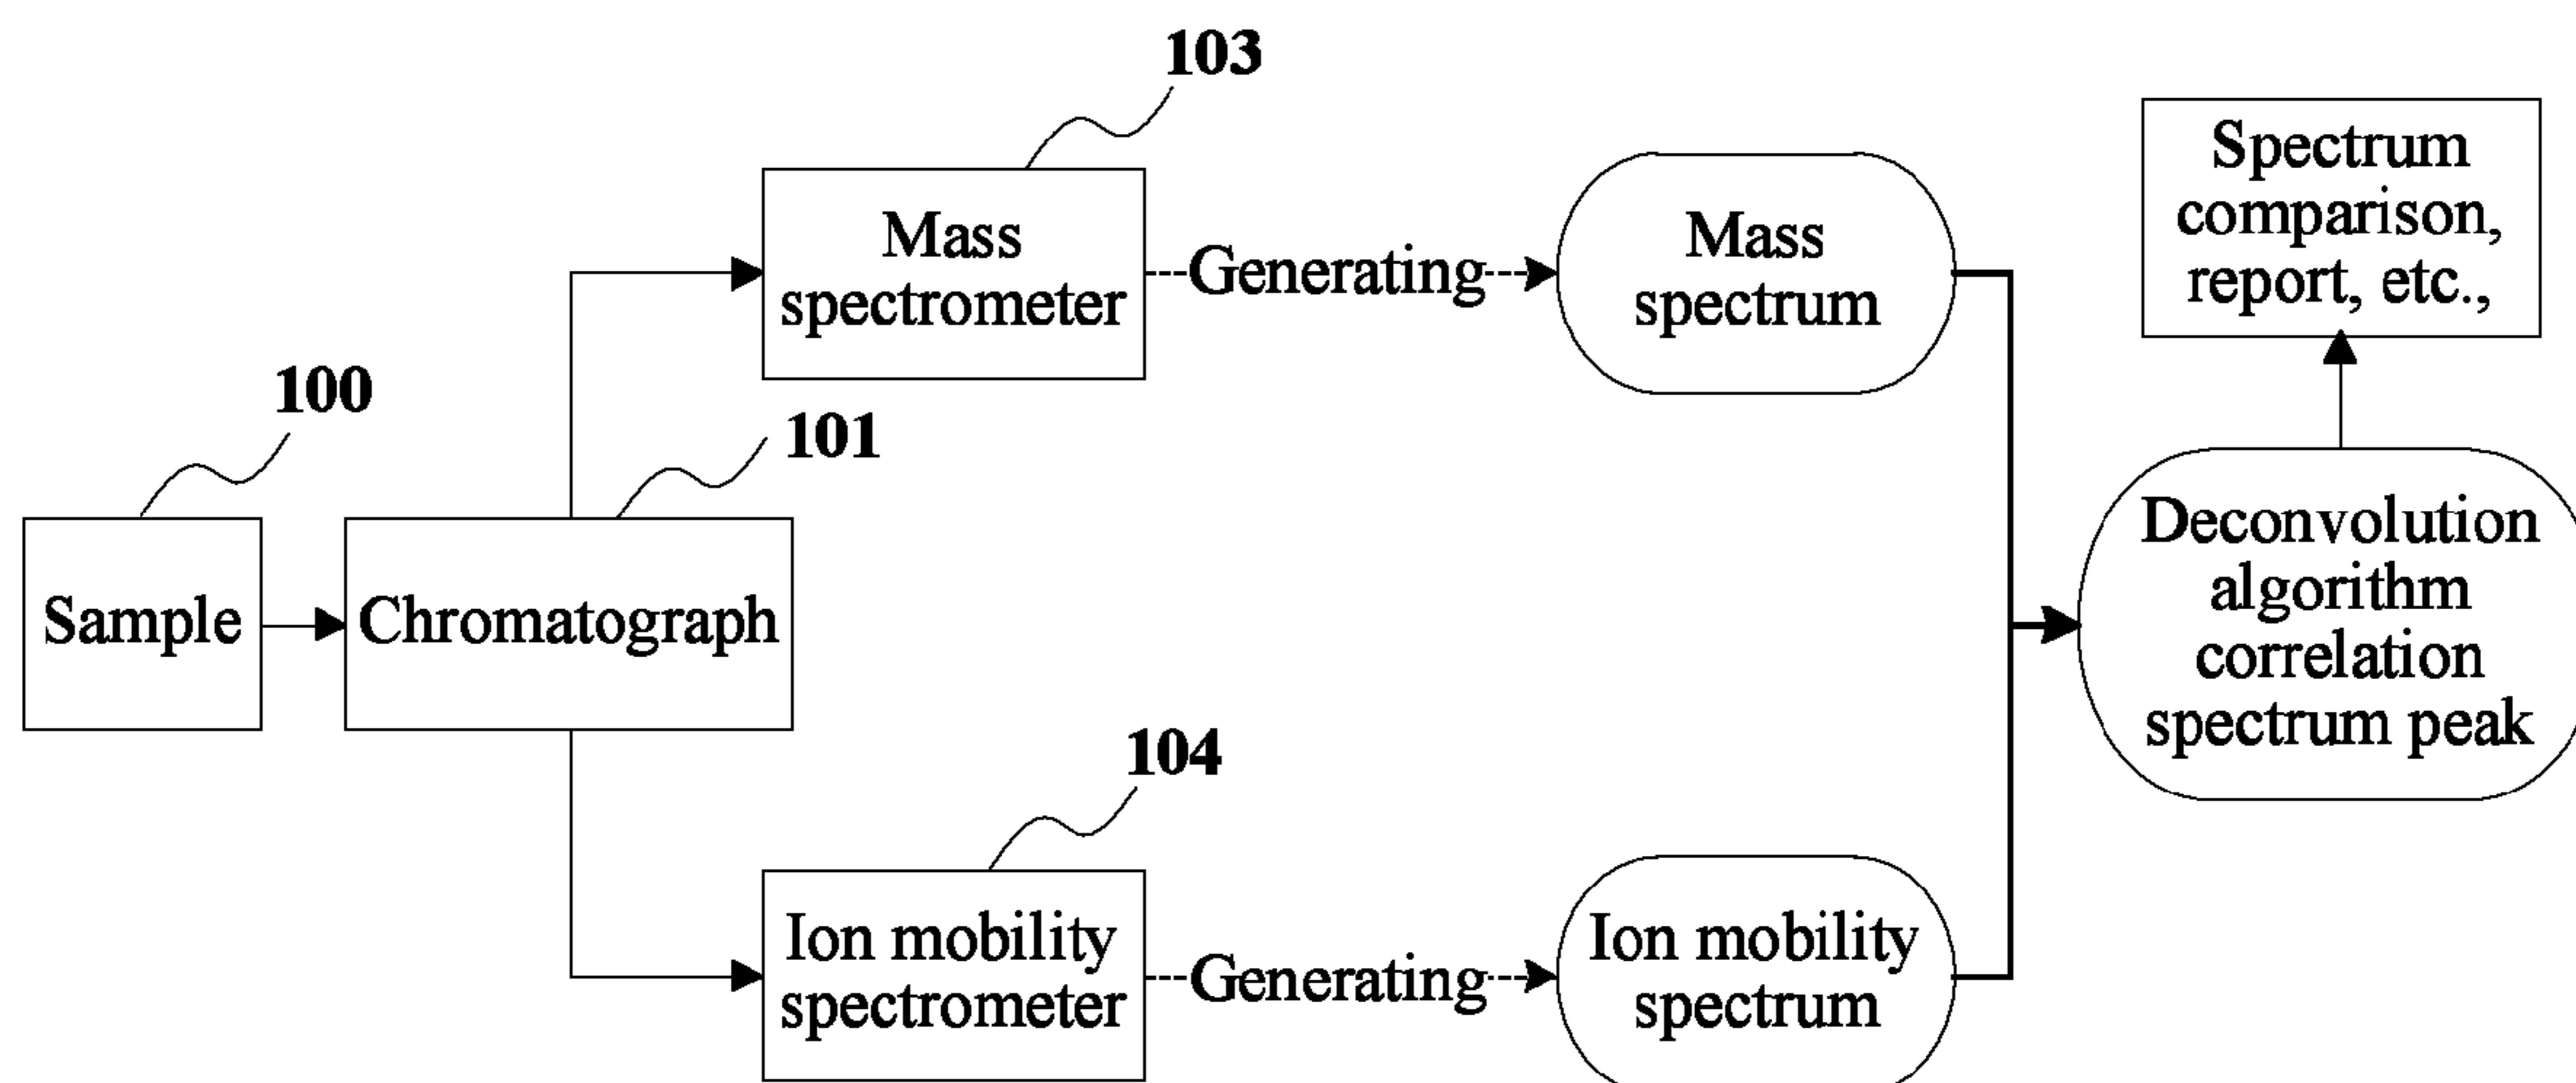 103
Mass
spectrometer
Generating
Mass
spectrum
Spectrum
comparison,
report, etc.,
100
101
Sample
Chromatograph
Deconvolution
algorithm
correlation
spectrum peak
104
Ion mobility
spectrometer
Generating
Ion mobility
spectrum